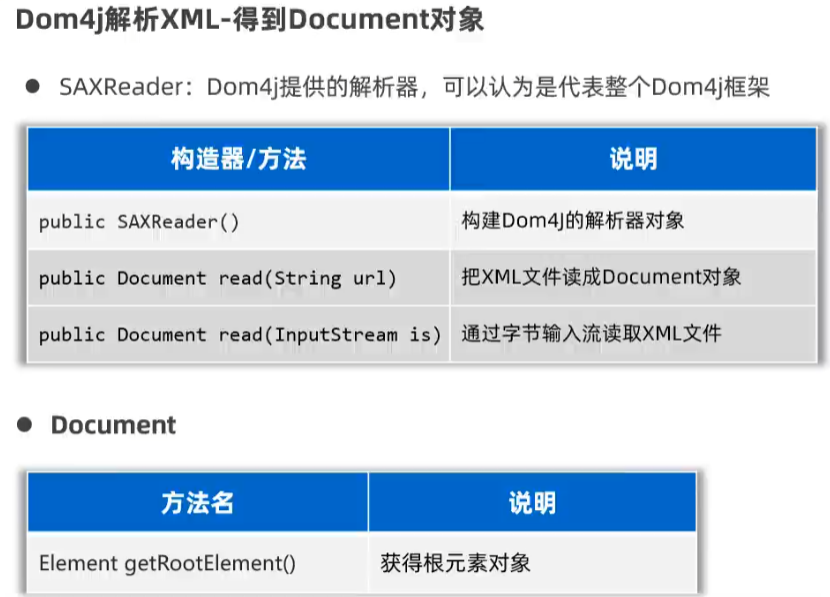 Dom4j解析XML-得到Document对象
● SAXReader：Dom4j提供的解析器，可以认为是代表整个Dom4j框架
构造器/方法 说明
public SAXReader() 构建Dom4J的解析器对象
public Document read(String url) 把XML文件读成Document对象
public Document read(InputStream is) 通过字节输入流读取XML文件
● Document
方法名 说明
Element getRootElement() 获得根元素对象